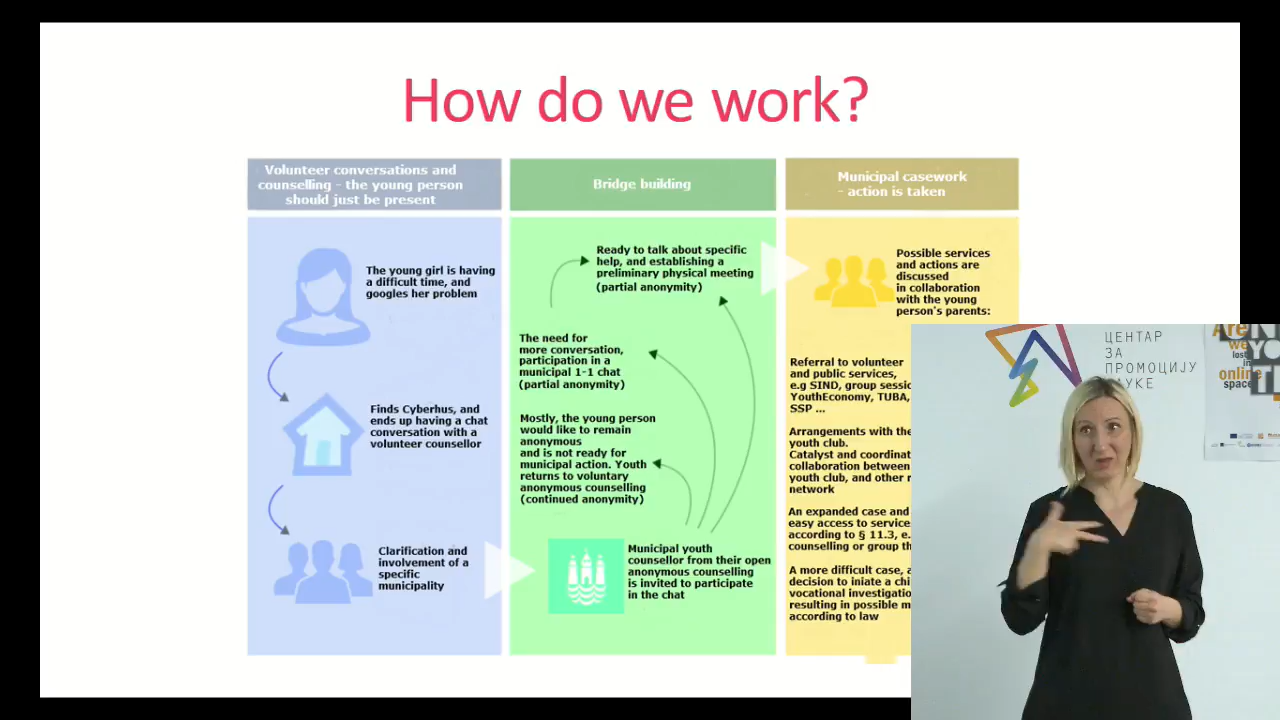 How do we work?
Volunteer conversations and
counselling - the young person
should just be present
The young girl is having
a difficult time, and
googles her problem
Finds Cyberhus, and
ends up having a chat
conversation with a
volunteer counsellor
Clarification and
involvement of a
specific
municipality
Bridge building
Ready to talk about specific
help, and establishing a
preliminary physical meeting
(partial anonymity)
The need for
more conversation,
participation in a
municipal 1-1 chat
(partial anonymity)
Mostly, the young person
would like to remain
anonymous
and is not ready for
municipal action. Youth
returns to voluntary
anonymous counselling
(continued anonymity)
Municipal youth
counsellor from their open
anonymous counselling
is invited to participate
in the chat
Municipal casework
- action is taken
Possible services
and actions are
discussed
in collaboration
with the young
person's parents:
Referral to volunteer
and public services,
e.g SIND, group sessi
YouthEconomy, TUBA,
SSP ...
Arrangements with the
youth club.
Catalyst and coordinat
collaboration between
youth club, and other
network
An expanded case and
easy access to service
according to § 11.3, e.
counselling or group th
A more difficult case, a
decision to iniate a chi
vocational investigatio
resulting in possible m
according to law
ЦЕНТАР
ЗА
ПРОМОЦИЈУ
НАУКЕ
Are
we
lost
in
online
space